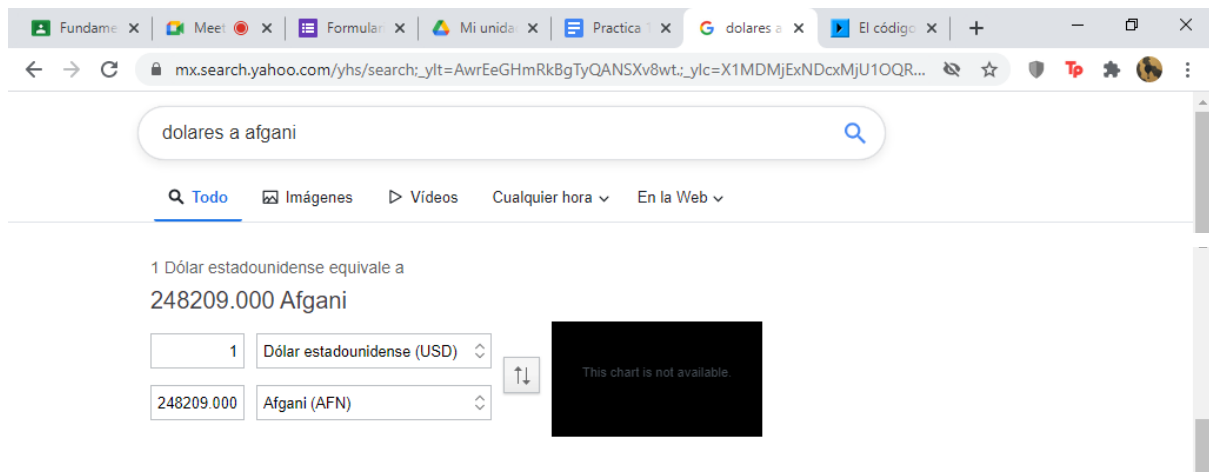 Fundame
Meet
Formular
Mi unida
Practica 1
dolares a
El código
mx.search.yahoo.com/yhs/search;_ylt=AwrEeGHmRkBgTyQANSXv8wt.;_ylc=X1MDMjExNDcxMjU1OQR...
Tp
dolares a afgani
Todo Imágenes Vídeos Cualquier hora En la Web
1 Dólar estadounidense equivale a
248209.000 Afgani
1 Dólar estadounidense (USD)
This chart is not available.
248209.000 Afgani (AFN)